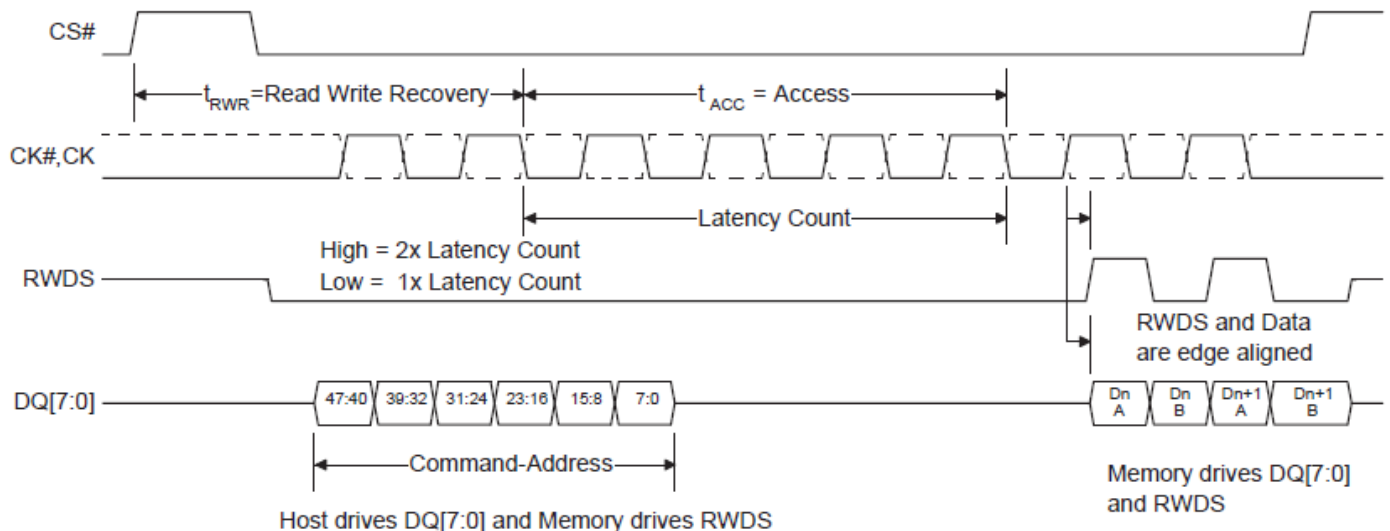 CS#
tRWR=Read Write Recovery
tACC = Access
CK#,CK
Latency Count
High = 2x Latency Count
Low = 1x Latency Count
RWDS
RWDS and Data
are edge aligned
DQ[7:0]
47:40 39:32 31:24 23:16 15:8 7:0
Dn A
Dn B
Dn+1 A
Dn+1 B
Command-Address
Memory drives DQ[7:0]
and RWDS
Host drives DQ[7:0] and Memory drives RWDS